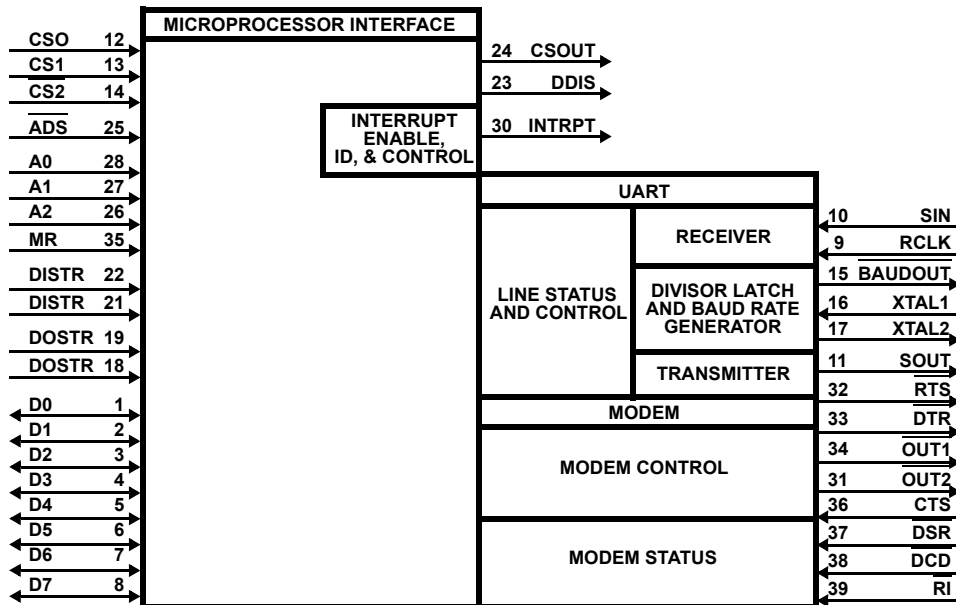 MICROPROCESSOR INTERFACE
CSO 12
CS1 13
CS2 14
ADS 25
A0 28
A1 27
A2 26
MR 35
DISTR 22
DISTR 21
DOSTR 19
DOSTR 18
D0 1
D1 2
D2 3
D3 4
D4 5
D5 6
D6 7
D7 8
24 CSOUT
23 DDIS
30 INTRPT
INTERRUPT
ENABLE,
ID, & CONTROL
UART
LINE STATUS
AND CONTROL
RECEIVER
DIVISOR LATCH
AND BAUD RATE
GENERATOR
TRANSMITTER
MODEM
MODEM CONTROL
MODEM STATUS
10 SIN
9 RCLK
15 BAUDOUT
16 XTAL1
17 XTAL2
11 SOUT
32 RTS
33 DTR
34 OUT1
31 OUT2
36 CTS
37 DSR
38 DCD
39 RI